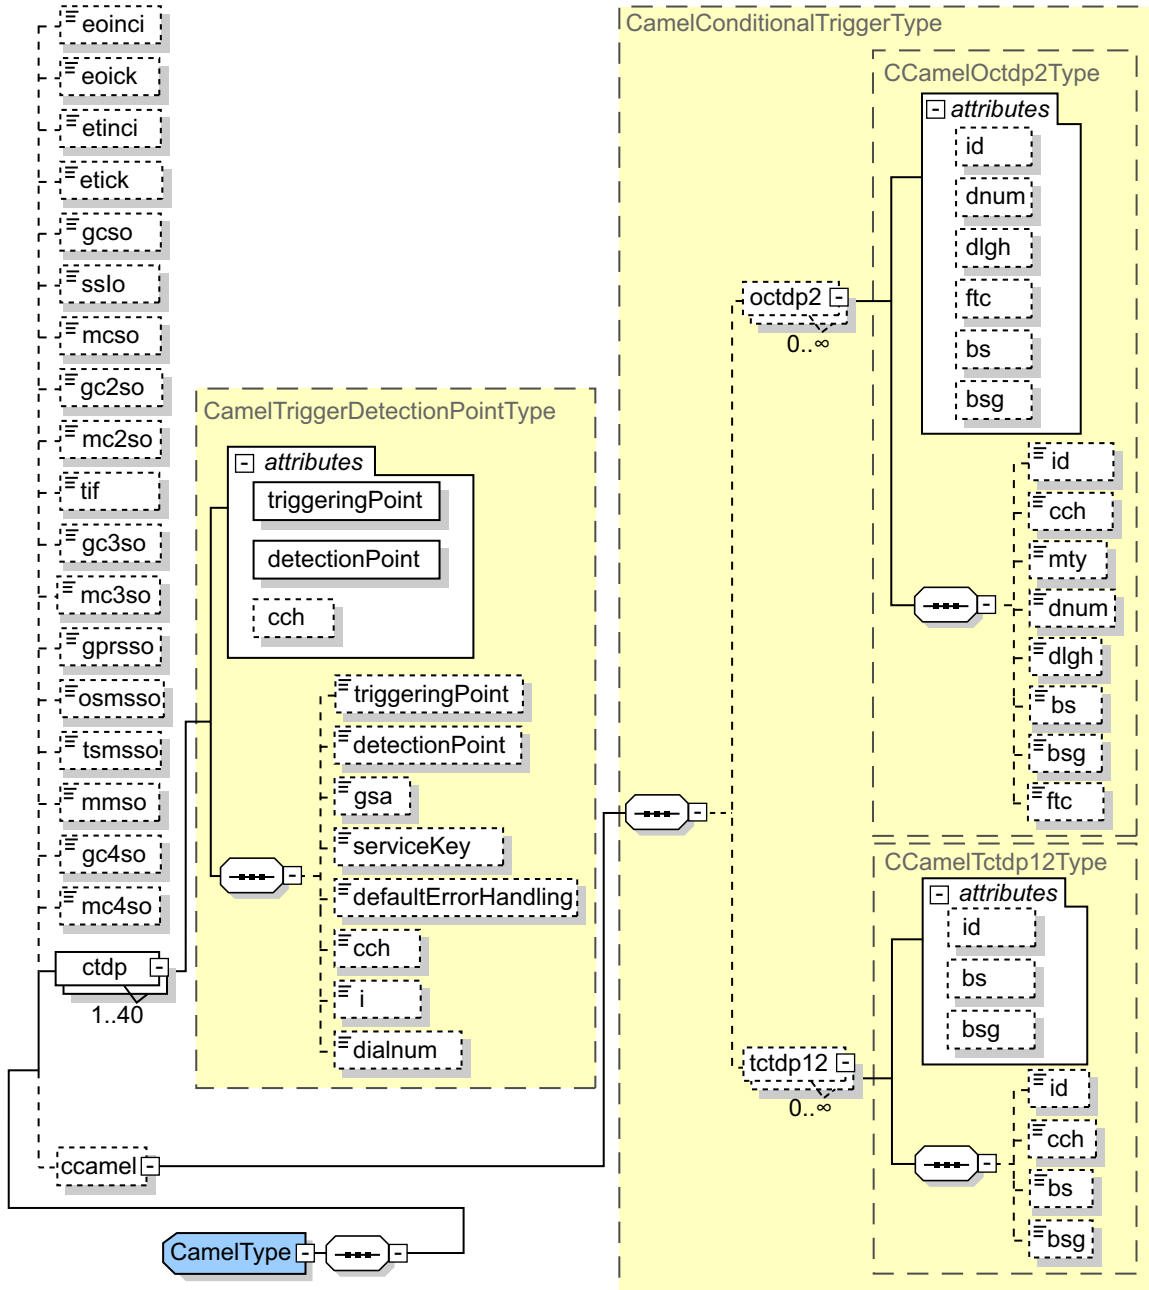 eoinci
eoick
etinci
etick
gcso
sslo
mcso
gc2so
mc2so
tif
gc3so
mc3so
gprsso
osmsso
tsmsso
mmso
gc4so
mc4so
ctdp
1..40
ccamel
CamelType
CamelTriggerDetectionPointType
attributes
triggeringPoint
detectionPoint
cch
triggeringPoint
detectionPoint
gsa
serviceKey
defaultErrorHandling
cch
i
dialnum
CamelConditionalTriggerType
octdp2
0..∞
CCamelOctdp2Type
attributes
id
dnum
dlgh
ftc
bs
bsg
id
cch
mty
dnum
dlgh
bs
bsg
ftc
tctdp12
0..∞
CCamelTctdp12Type
attributes
id
bs
bsg
id
cch
bs
bsg